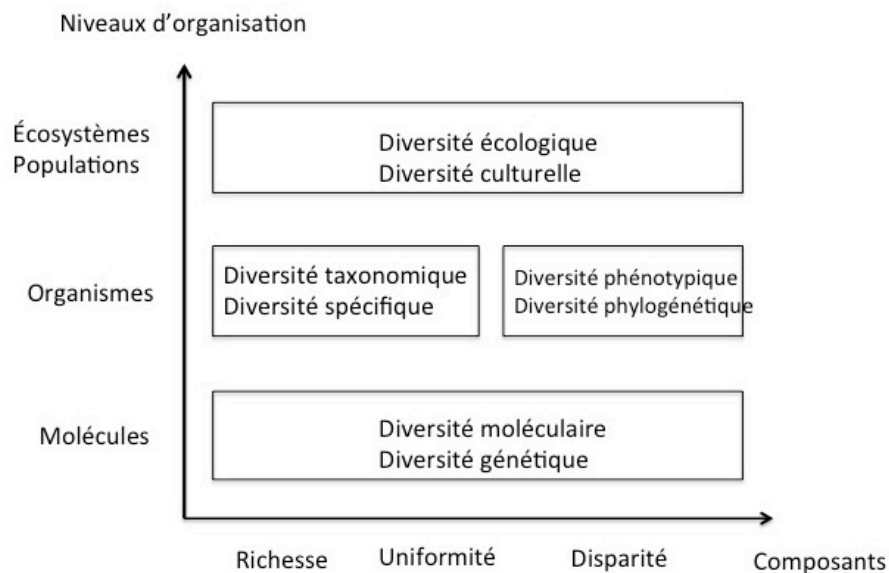 Niveaux d'organisation
Écosystèmes
Populations
Diversité écologique
Diversité culturelle
Organismes
Diversité taxonomique
Diversité spécifique
Diversité phénotypique
Diversité phylogénétique
Molécules
Diversité moléculaire
Diversité génétique
Richesse
Uniformité
Disparité
Composants